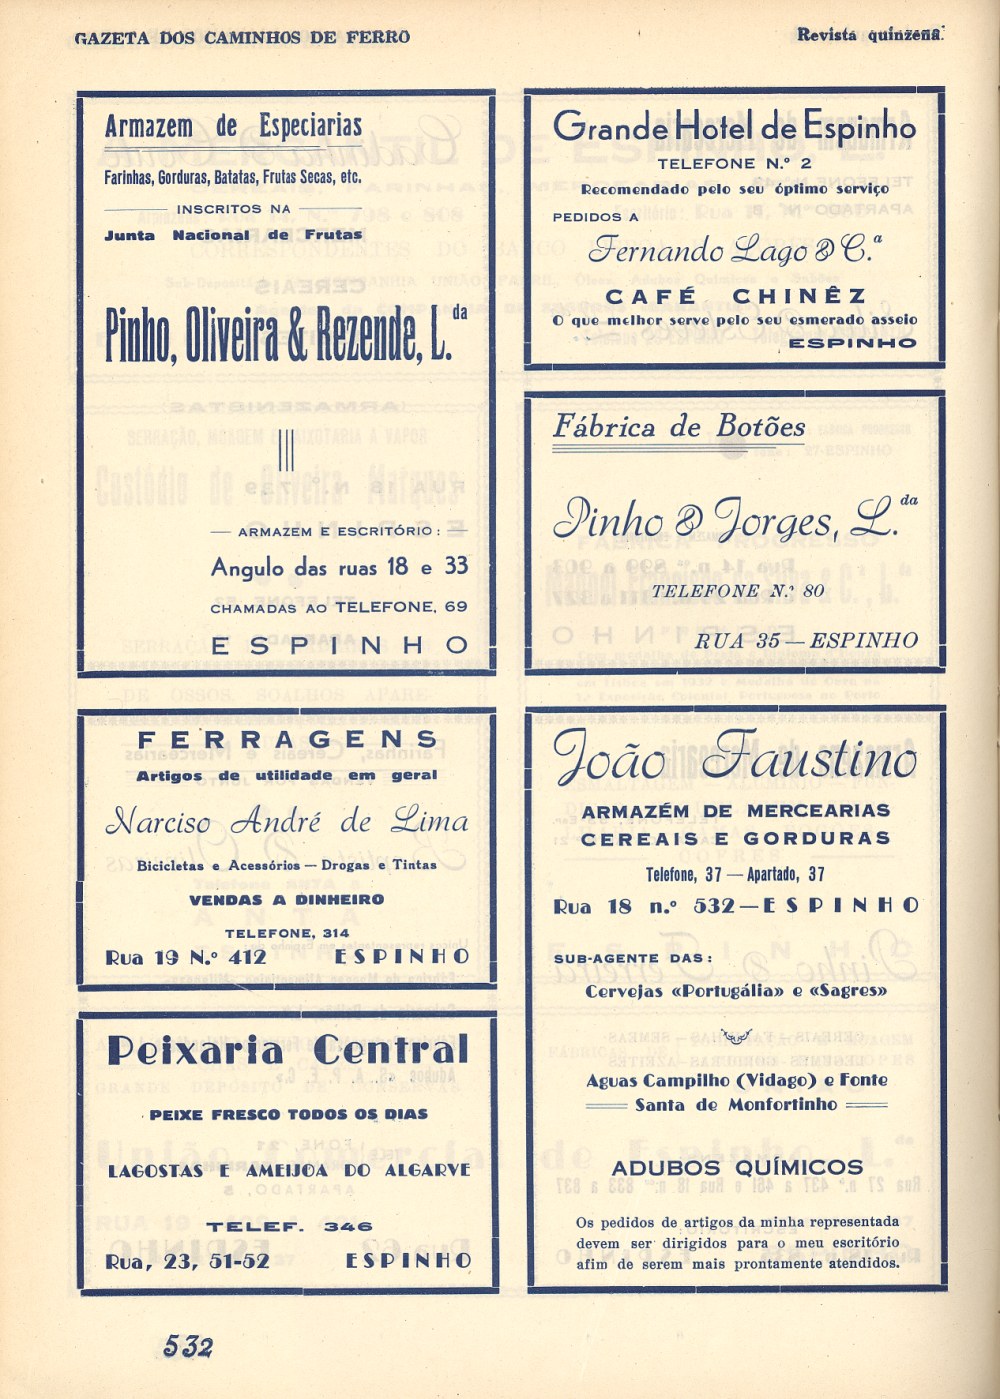 GAZETA DOS CAMINHOS DE FERRO
Revista quinzenal
Armazem de Especiarias
Farinhas, Gorduras, Batatas, Frutas Secas, etc.
INSCRITOS NA
Junta Nacional de Frutas
Pinho, Oliveira & Rezende, L.da
— ARMAZEM E ESCRITÓRIO: —
Angulo das ruas 18 e 33
CHAMADAS AO TELEFONE, 69
ESPINHO
Grande Hotel de Espinho
TELEFONE N.º 2
Recomendado pelo seu óptimo serviço
PEDIDOS A
Fernando Lago & C.ª
CAFÉ CHINÊZ
O que melhor serve pelo seu esmerado asseio
ESPINHO
Fábrica de Botões
Pinho & Jorges, L.da
TELEFONE N.º 80
RUA 35 — ESPINHO
FERRAGENS
Artigos de utilidade em geral
Narciso André de Lima
Bicicletas e Acessórios — Drogas e Tintas
VENDAS A DINHEIRO
TELEFONE, 314
Rua 19 N.º 412 ESPINHO
João Faustino
ARMAZÉM DE MERCEARIAS
CEREAIS E GORDURAS
Telefone, 37 — Apartado, 37
Rua 18 n.º 532 — ESPINHO
SUB-AGENTE DAS:
Cervejas «Portugália» e «Sagres»
Aguas Campilho (Vidago) e Fonte
Santa de Monfortinho
ADUBOS QUÍMICOS
Os pedidos de artigos da minha representada
devem ser dirigidos para o meu escritório
afim de serem mais prontamente atendidos.
Peixaria Central
PEIXE FRESCO TODOS OS DIAS
LAGOSTAS E AMEIJOA DO ALGARVE
TELEF. 346
Rua, 23, 51-52 ESPINHO
532